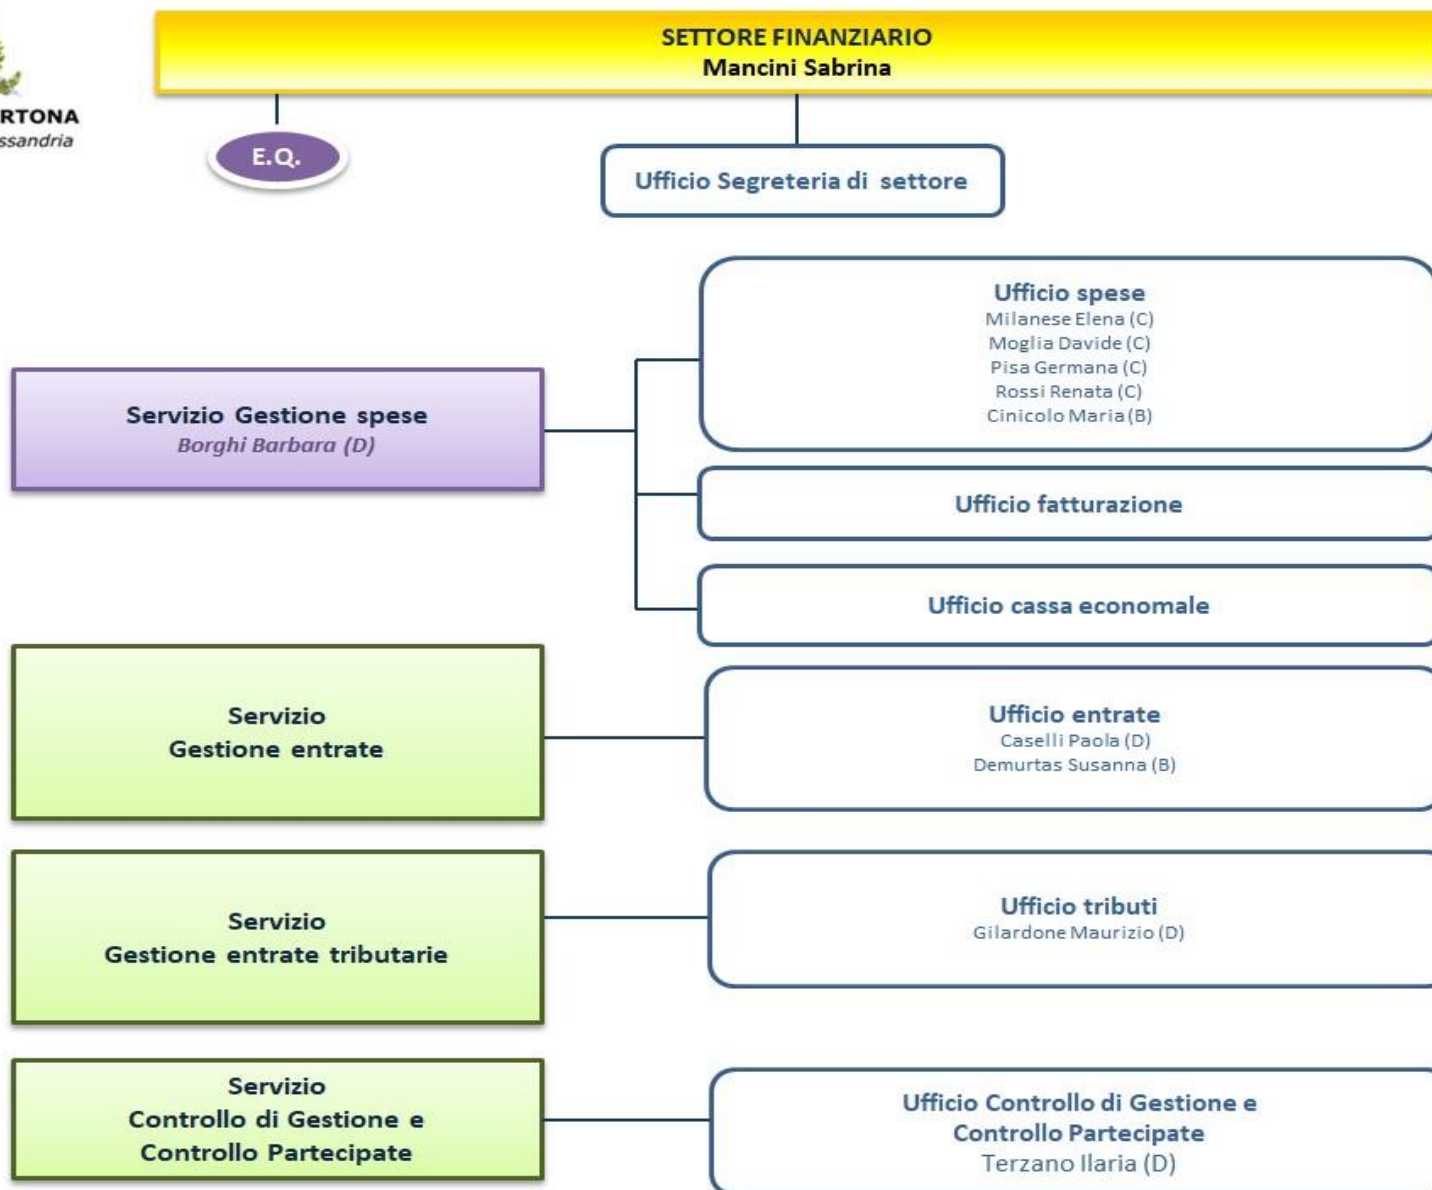 RTONA
ssandria
SETTORE FINANZIARIO
Mancini Sabrina
E.Q.
Ufficio Segreteria di settore
Servizio Gestione spese
Borghi Barbara (D)
Ufficio spese
Milanese Elena (C)
Moglia Davide (C)
Pisa Germana (C)
Rossi Renata (C)
Cinicolo Maria (B)
Ufficio fatturazione
Ufficio cassa economale
Servizio
Gestione entrate
Ufficio entrate
Caselli Paola (D)
Demurtas Susanna (B)
Servizio
Gestione entrate tributarie
Ufficio tributi
Gilardone Maurizio (D)
Servizio
Controllo di Gestione e
Controllo Partecipate
Ufficio Controllo di Gestione e
Controllo Partecipate
Terzano Ilaria (D)